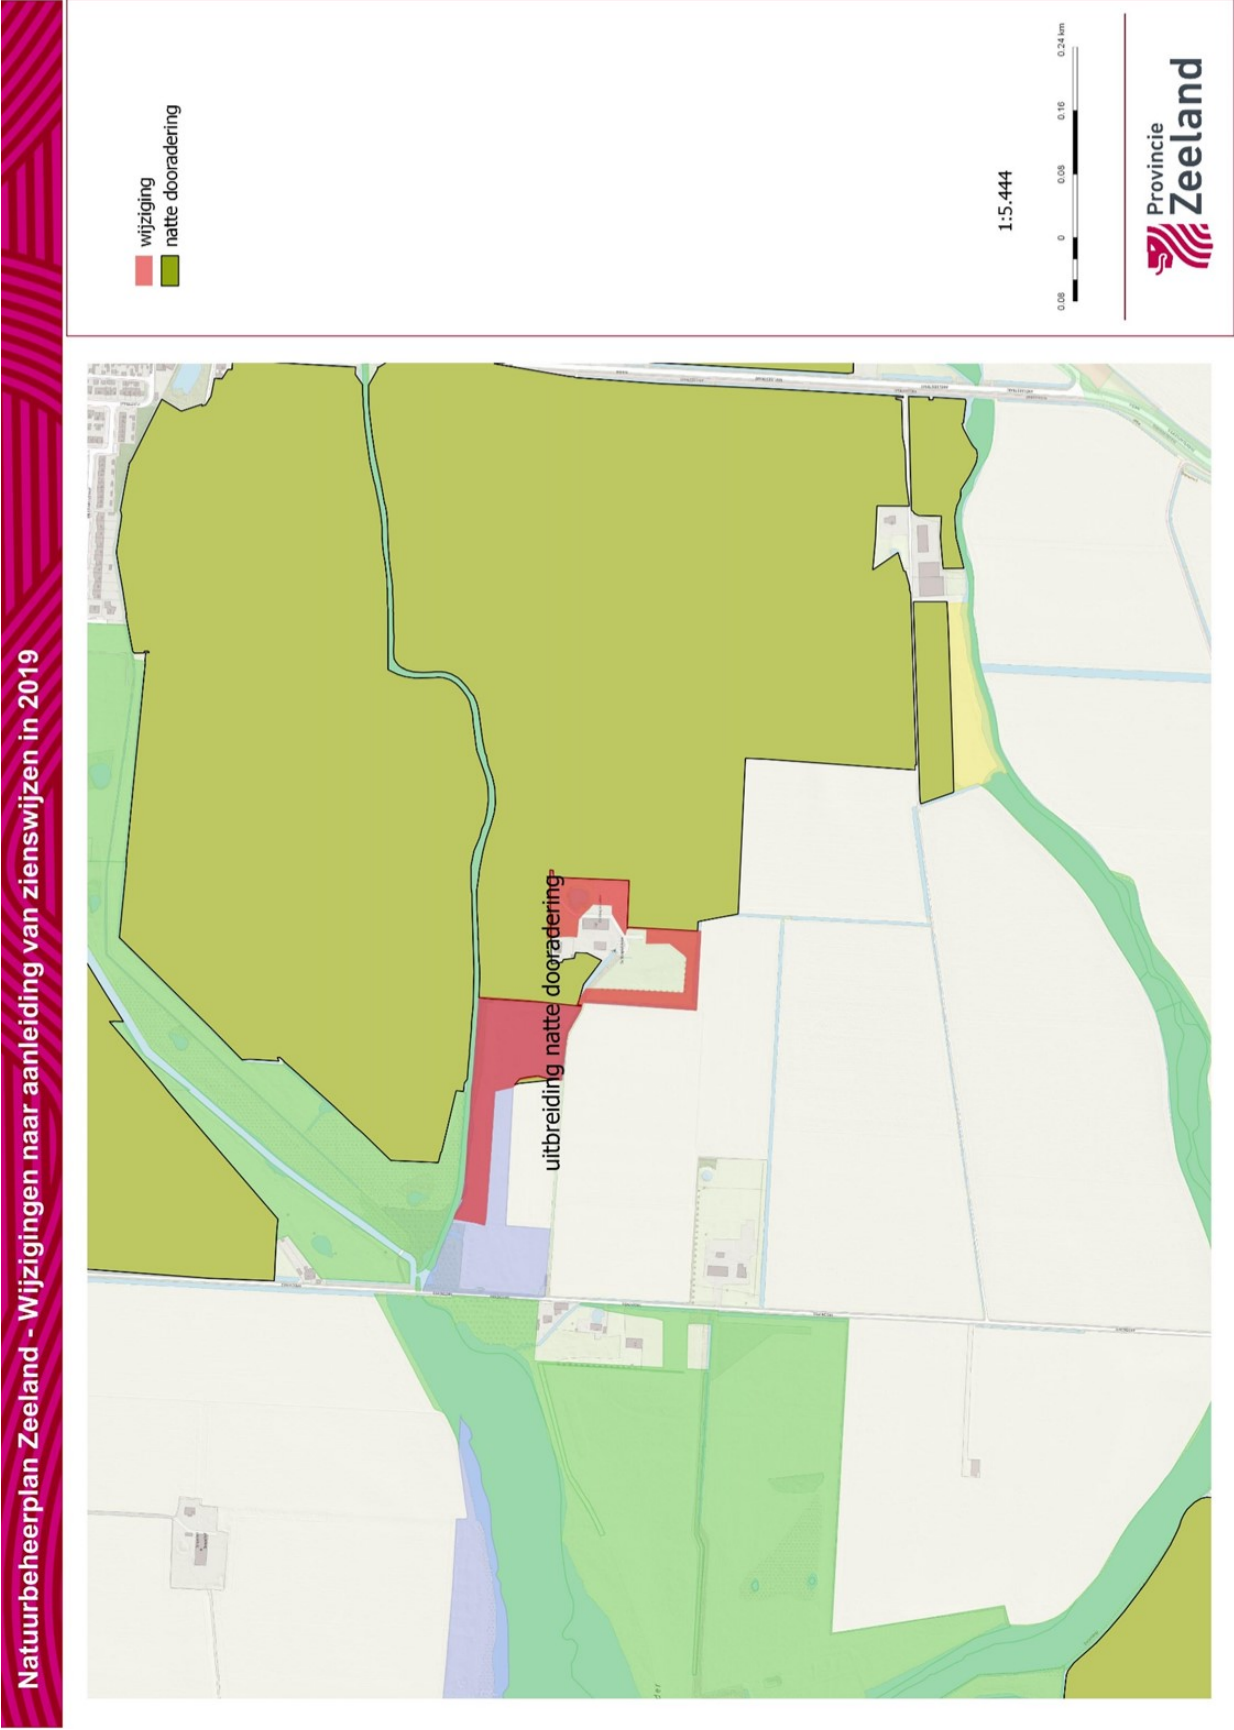 Natuurbeheerplan Zeeland - Wijzigingen naar aanleiding van zienswijzen in 2019
uitbreiding natte dooradering
wijziging
natte dooradering
1:5.444
0.08 0 0.08 0.16 0.24 km
Provincie
Zeeland